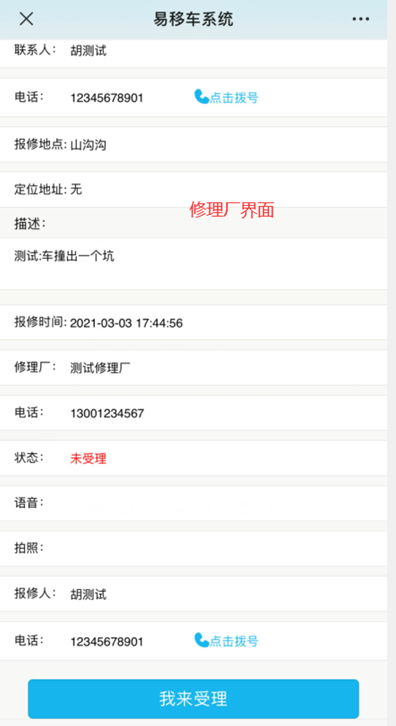 易移车系统
联系人: 胡测试
电话: 12345678901 点击拨号
报修地点: 山沟沟
定位地址: 无
修理厂界面
描述:
测试:车撞出一个坑
报修时间: 2021-03-03 17:44:56
修理厂: 测试修理厂
电话: 13001234567
状态: 未受理
语音:
拍照:
报修人: 胡测试
电话: 12345678901 点击拨号
我来受理